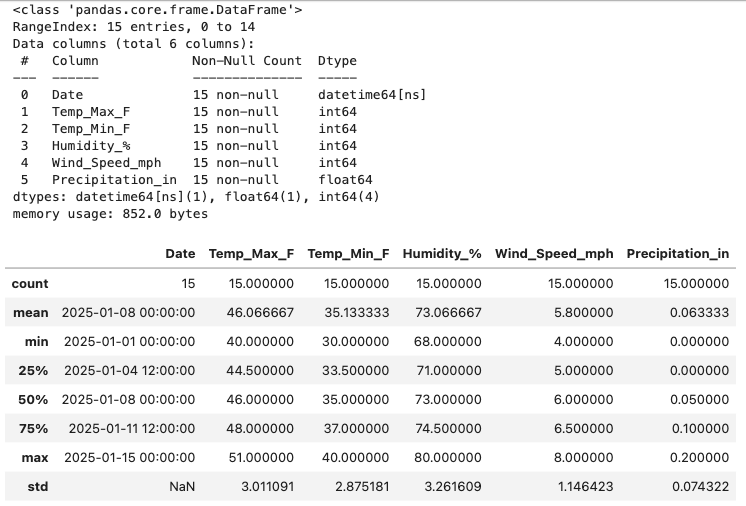 <class 'pandas.core.frame.DataFrame'>
RangeIndex: 15 entries, 0 to 14
Data columns (total 6 columns):
 #   Column            Non-Null Count  Dtype
---  ------            --------------  -----
 0   Date              15 non-null     datetime64[ns]
 1   Temp_Max_F        15 non-null     int64
 2   Temp_Min_F        15 non-null     int64
 3   Humidity_%        15 non-null     int64
 4   Wind_Speed_mph    15 non-null     int64
 5   Precipitation_in  15 non-null     float64
dtypes: datetime64[ns](1), float64(1), int64(4)
memory usage: 852.0 bytes
Date Temp_Max_F Temp_Min_F Humidity_% Wind_Speed_mph Precipitation_in
count 15 15.000000 15.000000 15.000000 15.000000 15.000000
mean 2025-01-08 00:00:00 46.066667 35.133333 73.066667 5.800000 0.063333
min 2025-01-01 00:00:00 40.000000 30.000000 68.000000 4.000000 0.000000
25% 2025-01-04 12:00:00 44.500000 33.500000 71.000000 5.000000 0.000000
50% 2025-01-08 00:00:00 46.000000 35.000000 73.000000 6.000000 0.050000
75% 2025-01-11 12:00:00 48.000000 37.000000 74.500000 6.500000 0.100000
max 2025-01-15 00:00:00 51.000000 40.000000 80.000000 8.000000 0.200000
std NaN 3.011091 2.875181 3.261609 1.146423 0.074322